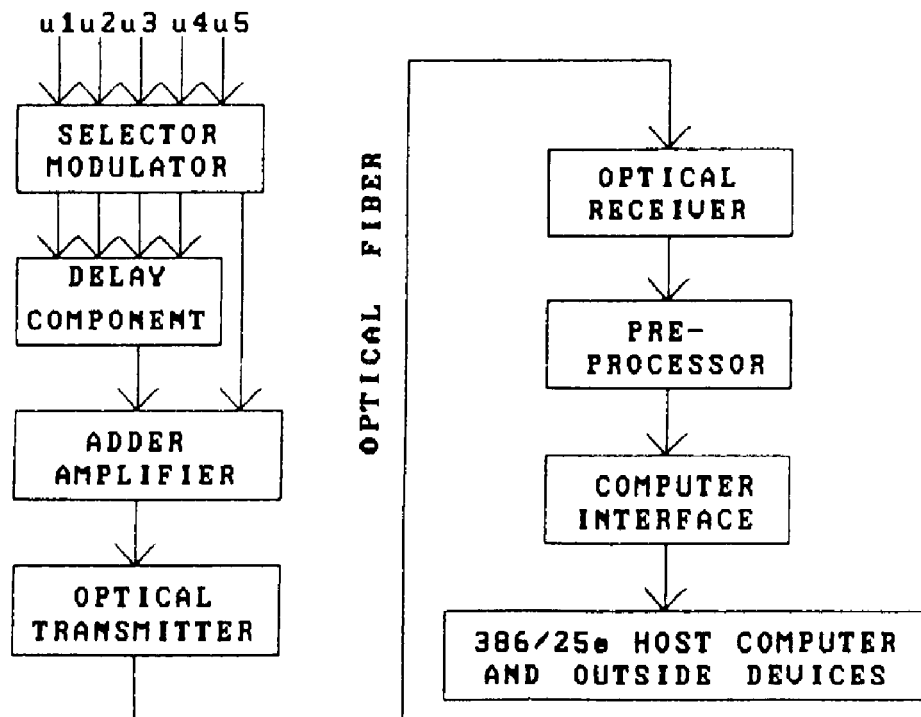 u1u2u3 u4u5
SELECTOR
MODULATOR
DELAY
COMPONENT
ADDER
AMPLIFIER
OPTICAL
TRANSMITTER
OPTICAL FIBER
OPTICAL
RECEIVER
PRE-
PROCESSOR
COMPUTER
INTERFACE
386/25e HOST COMPUTER
AND OUTSIDE DEVICES